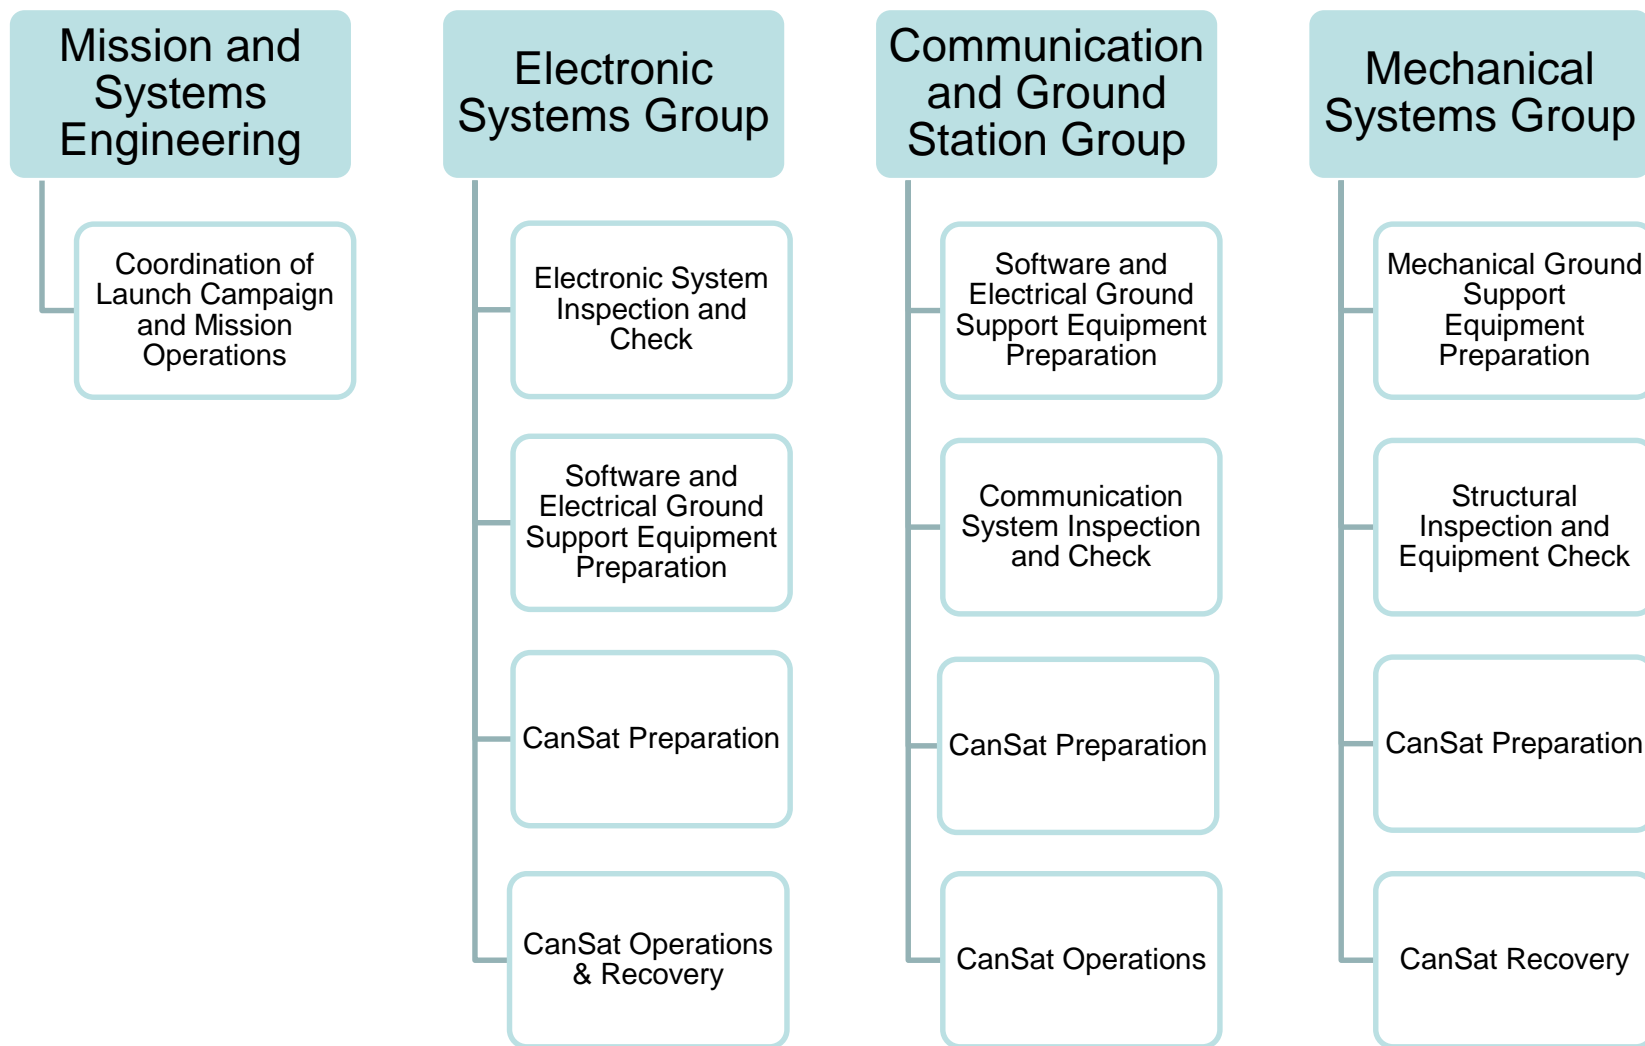 Mission and
Systems
Engineering
Coordination of
Launch Campaign
and Mission
Operations
Electronic
Systems Group
Electronic System
Inspection and
Check
Software and
Electrical Ground
Support Equipment
Preparation
CanSat Preparation
CanSat Operations
& Recovery
Communication
and Ground
Station Group
Software and
Electrical Ground
Support Equipment
Preparation
Communication
System Inspection
and Check
CanSat Preparation
CanSat Operations
Mechanical
Systems Group
Mechanical Ground
Support
Equipment
Preparation
Structural
Inspection and
Equipment Check
CanSat Preparation
CanSat Recovery